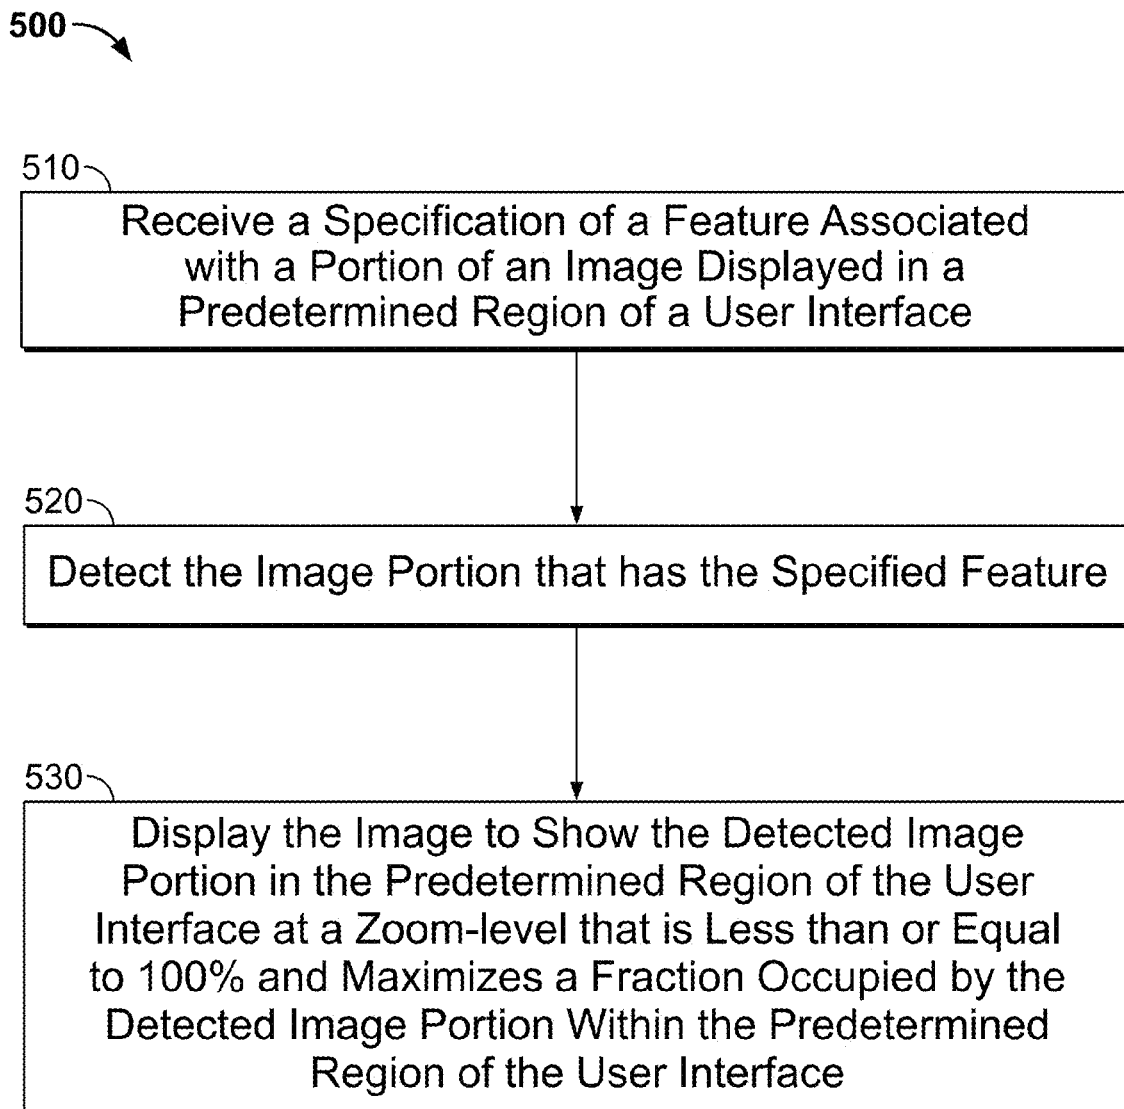 500
510
Receive a Specification of a Feature Associated
with a Portion of an Image Displayed in a
Predetermined Region of a User Interface
520
Detect the Image Portion that has the Specified Feature
530
Display the Image to Show the Detected Image
Portion in the Predetermined Region of the User
Interface at a Zoom-level that is Less than or Equal
to 100% and Maximizes a Fraction Occupied by the
Detected Image Portion Within the Predetermined
Region of the User Interface